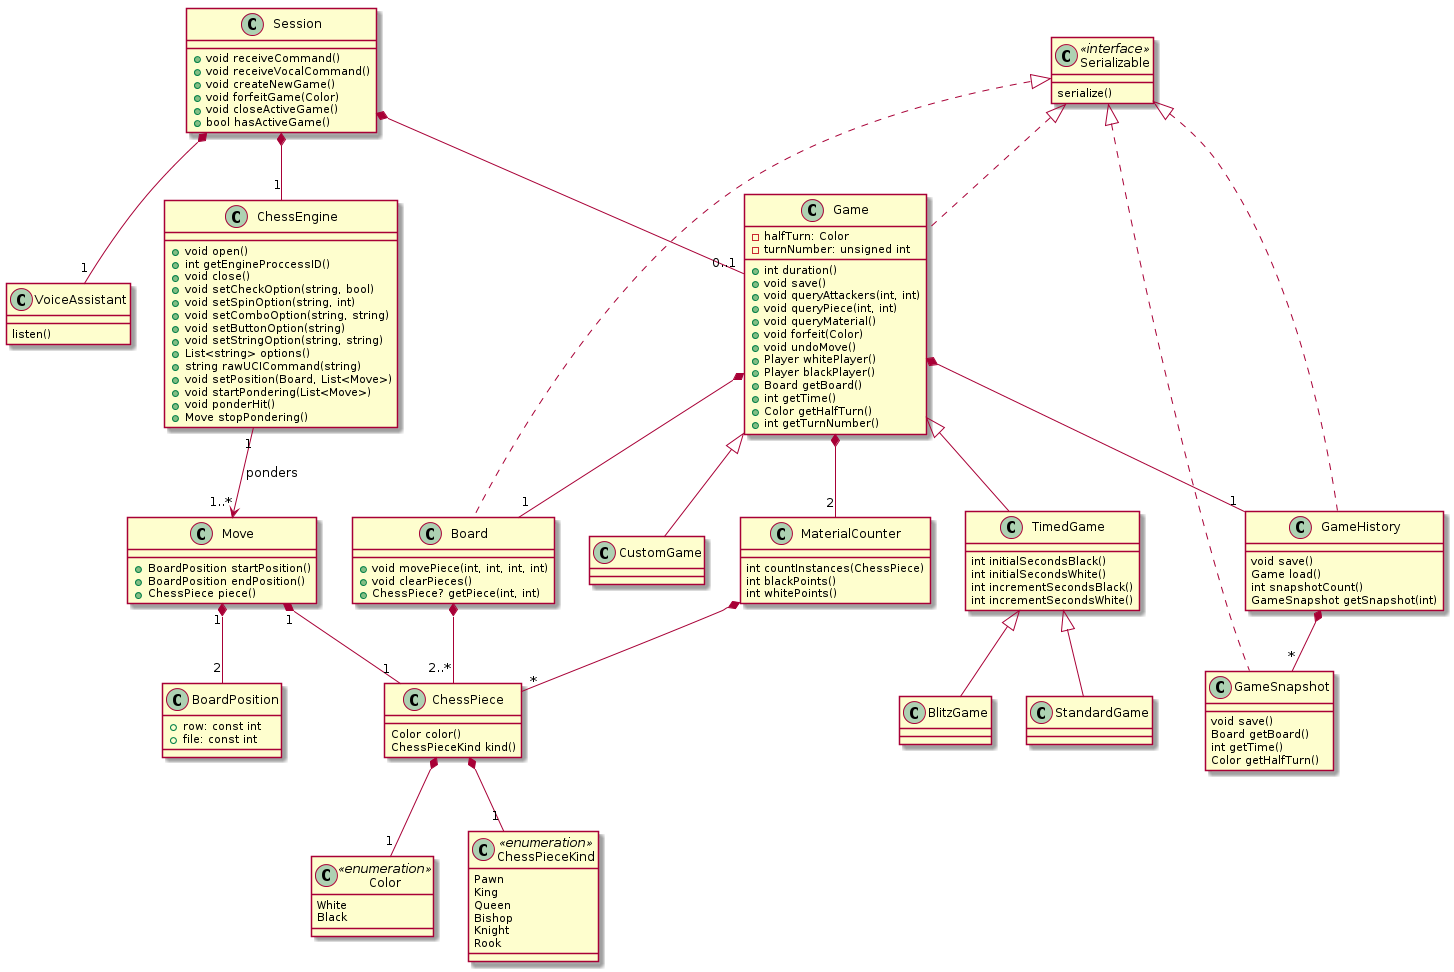 C Session
void receiveCommand()
void receiveVocalCommand()
void createNewGame()
void forfeitGame(Color)
void closeActiveGame()
bool hasActiveGame()
C «interface»
Serializable
serialize()
1
1
0..1
C VoiceAssistant
listen()
C ChessEngine
void open()
int getEngineProccessID()
void close()
void setCheckOption(string, bool)
void setSpinOption(string, int)
void setComboOption(string, string)
void setButtonOption(string)
void setStringOption(string, string)
List<string> options()
string rawUCICommand(string)
void setPosition(Board, List<Move>)
void startPondering(List<Move>)
void ponderHit()
Move stopPondering()
C Game
halfTurn: Color
turnNumber: unsigned int
int duration()
void save()
void queryAttackers(int, int)
void queryPiece(int, int)
void queryMaterial()
void forfeit(Color)
void undoMove()
Player whitePlayer()
Player blackPlayer()
Board getBoard()
int getTime()
Color getHalfTurn()
int getTurnNumber()
1
ponders
1..*
1
2
1
C Move
BoardPosition startPosition()
BoardPosition endPosition()
ChessPiece piece()
C Board
void movePiece(int, int, int, int)
void clearPieces()
ChessPiece? getPiece(int, int)
C CustomGame
C MaterialCounter
int countInstances(ChessPiece)
int blackPoints()
int whitePoints()
C TimedGame
int initialSecondsBlack()
int initialSecondsWhite()
int incrementSecondsBlack()
int incrementSecondsWhite()
C GameHistory
void save()
Game load()
int snapshotCount()
GameSnapshot getSnapshot(int)
1
1
2
1
2..*
*
*
C BoardPosition
row: const int
file: const int
C ChessPiece
Color color()
ChessPieceKind kind()
C BlitzGame
C StandardGame
C GameSnapshot
void save()
Board getBoard()
int getTime()
Color getHalfTurn()
1
1
C «enumeration»
Color
White
Black
C «enumeration»
ChessPieceKind
Pawn
King
Queen
Bishop
Knight
Rook